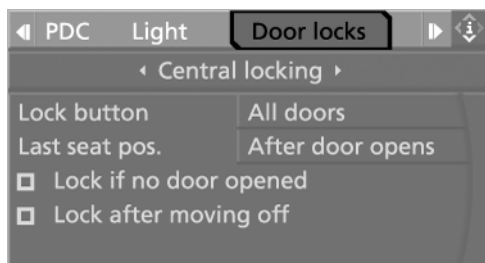 PDC Light Door locks
Central locking
Lock button All doors
Last seat pos. After door opens
Lock if no door opened
Lock after moving off